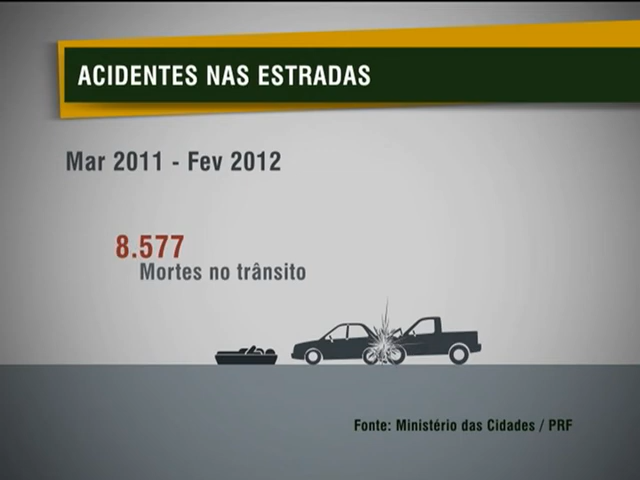 ACIDENTES NAS ESTRADAS
Mar 2011 - Fev 2012
8.577
Mortes no trânsito
Fonte: Ministério das Cidades / PRF